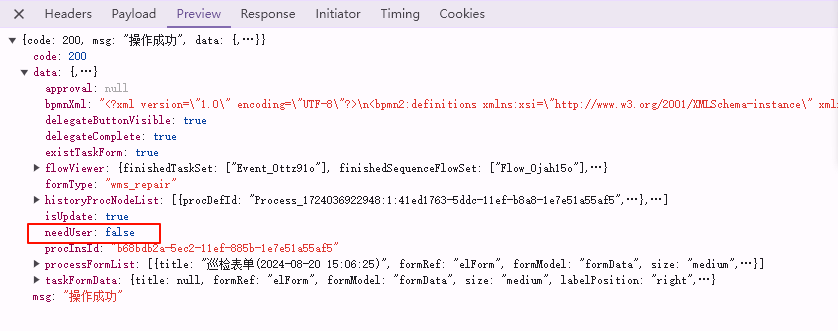 Headers Payload Preview Response Initiator Timing Cookies
{code: 200, msg: "操作成功", data: {,…}}
code: 200
data: {,…}
approval: null
bpmnXml: "<?xml version=\"1.0\" encoding=\"UTF-8\"?>\n<bpmn2:definitions xmlns:xsi=\"http://www.w3.org/2001/XMLSchema-instance\" xml
delegateButtonVisible: true
delegateComplete: true
existTaskForm: true
flowViewer: {finishedTaskSet: ["Event_0ttz91o"], finishedSequenceFlowSet: ["Flow_0jah15o"],…}
formType: "wms_repair"
historyProcNodeList: [{procDefId: "Process_1724036922948:1:41ed1763-5ddc-11ef-b8a8-1e7e51a55af5",…},…]
isUpdate: true
needUser: false
procInsId: "b68bdb2a-5ec2-11ef-885b-1e7e51a55af5"
processFormList: [{title: "巡检表单(2024-08-20 15:06:25)", formRef: "elForm", formModel: "formData", size: "medium",…}]
taskFormData: {title: null, formRef: "elForm", formModel: "formData", size: "medium", labelPosition: "right",…}
msg: "操作成功"